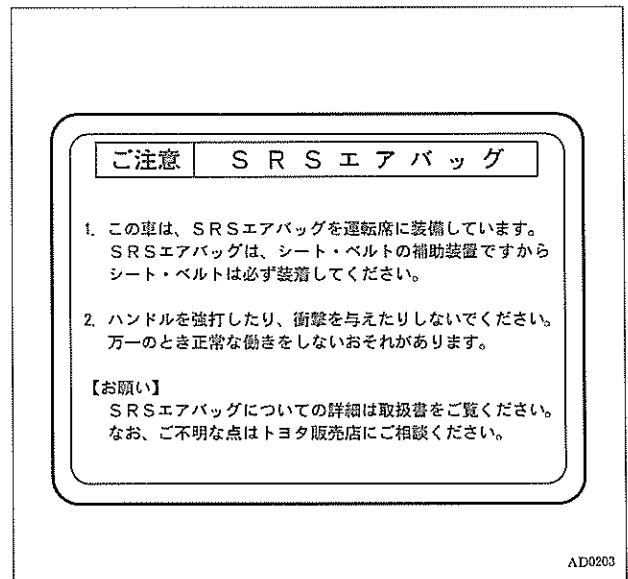 ご注意 SRSエアバッグ
1. この車は、SRSエアバッグを運転席に装備しています。
SRSエアバッグは、シート・ベルトの補助装置ですから
シート・ベルトは必ず装着してください。
2. ハンドルを強打したり、衝撃を与えたりしないでください。
万一のとき正常な働きをしないおそれがあります。
【お願い】
SRSエアバッグについての詳細は取扱書をご覧ください。
なお、ご不明な点はトヨタ販売店にご相談ください。
AD0203